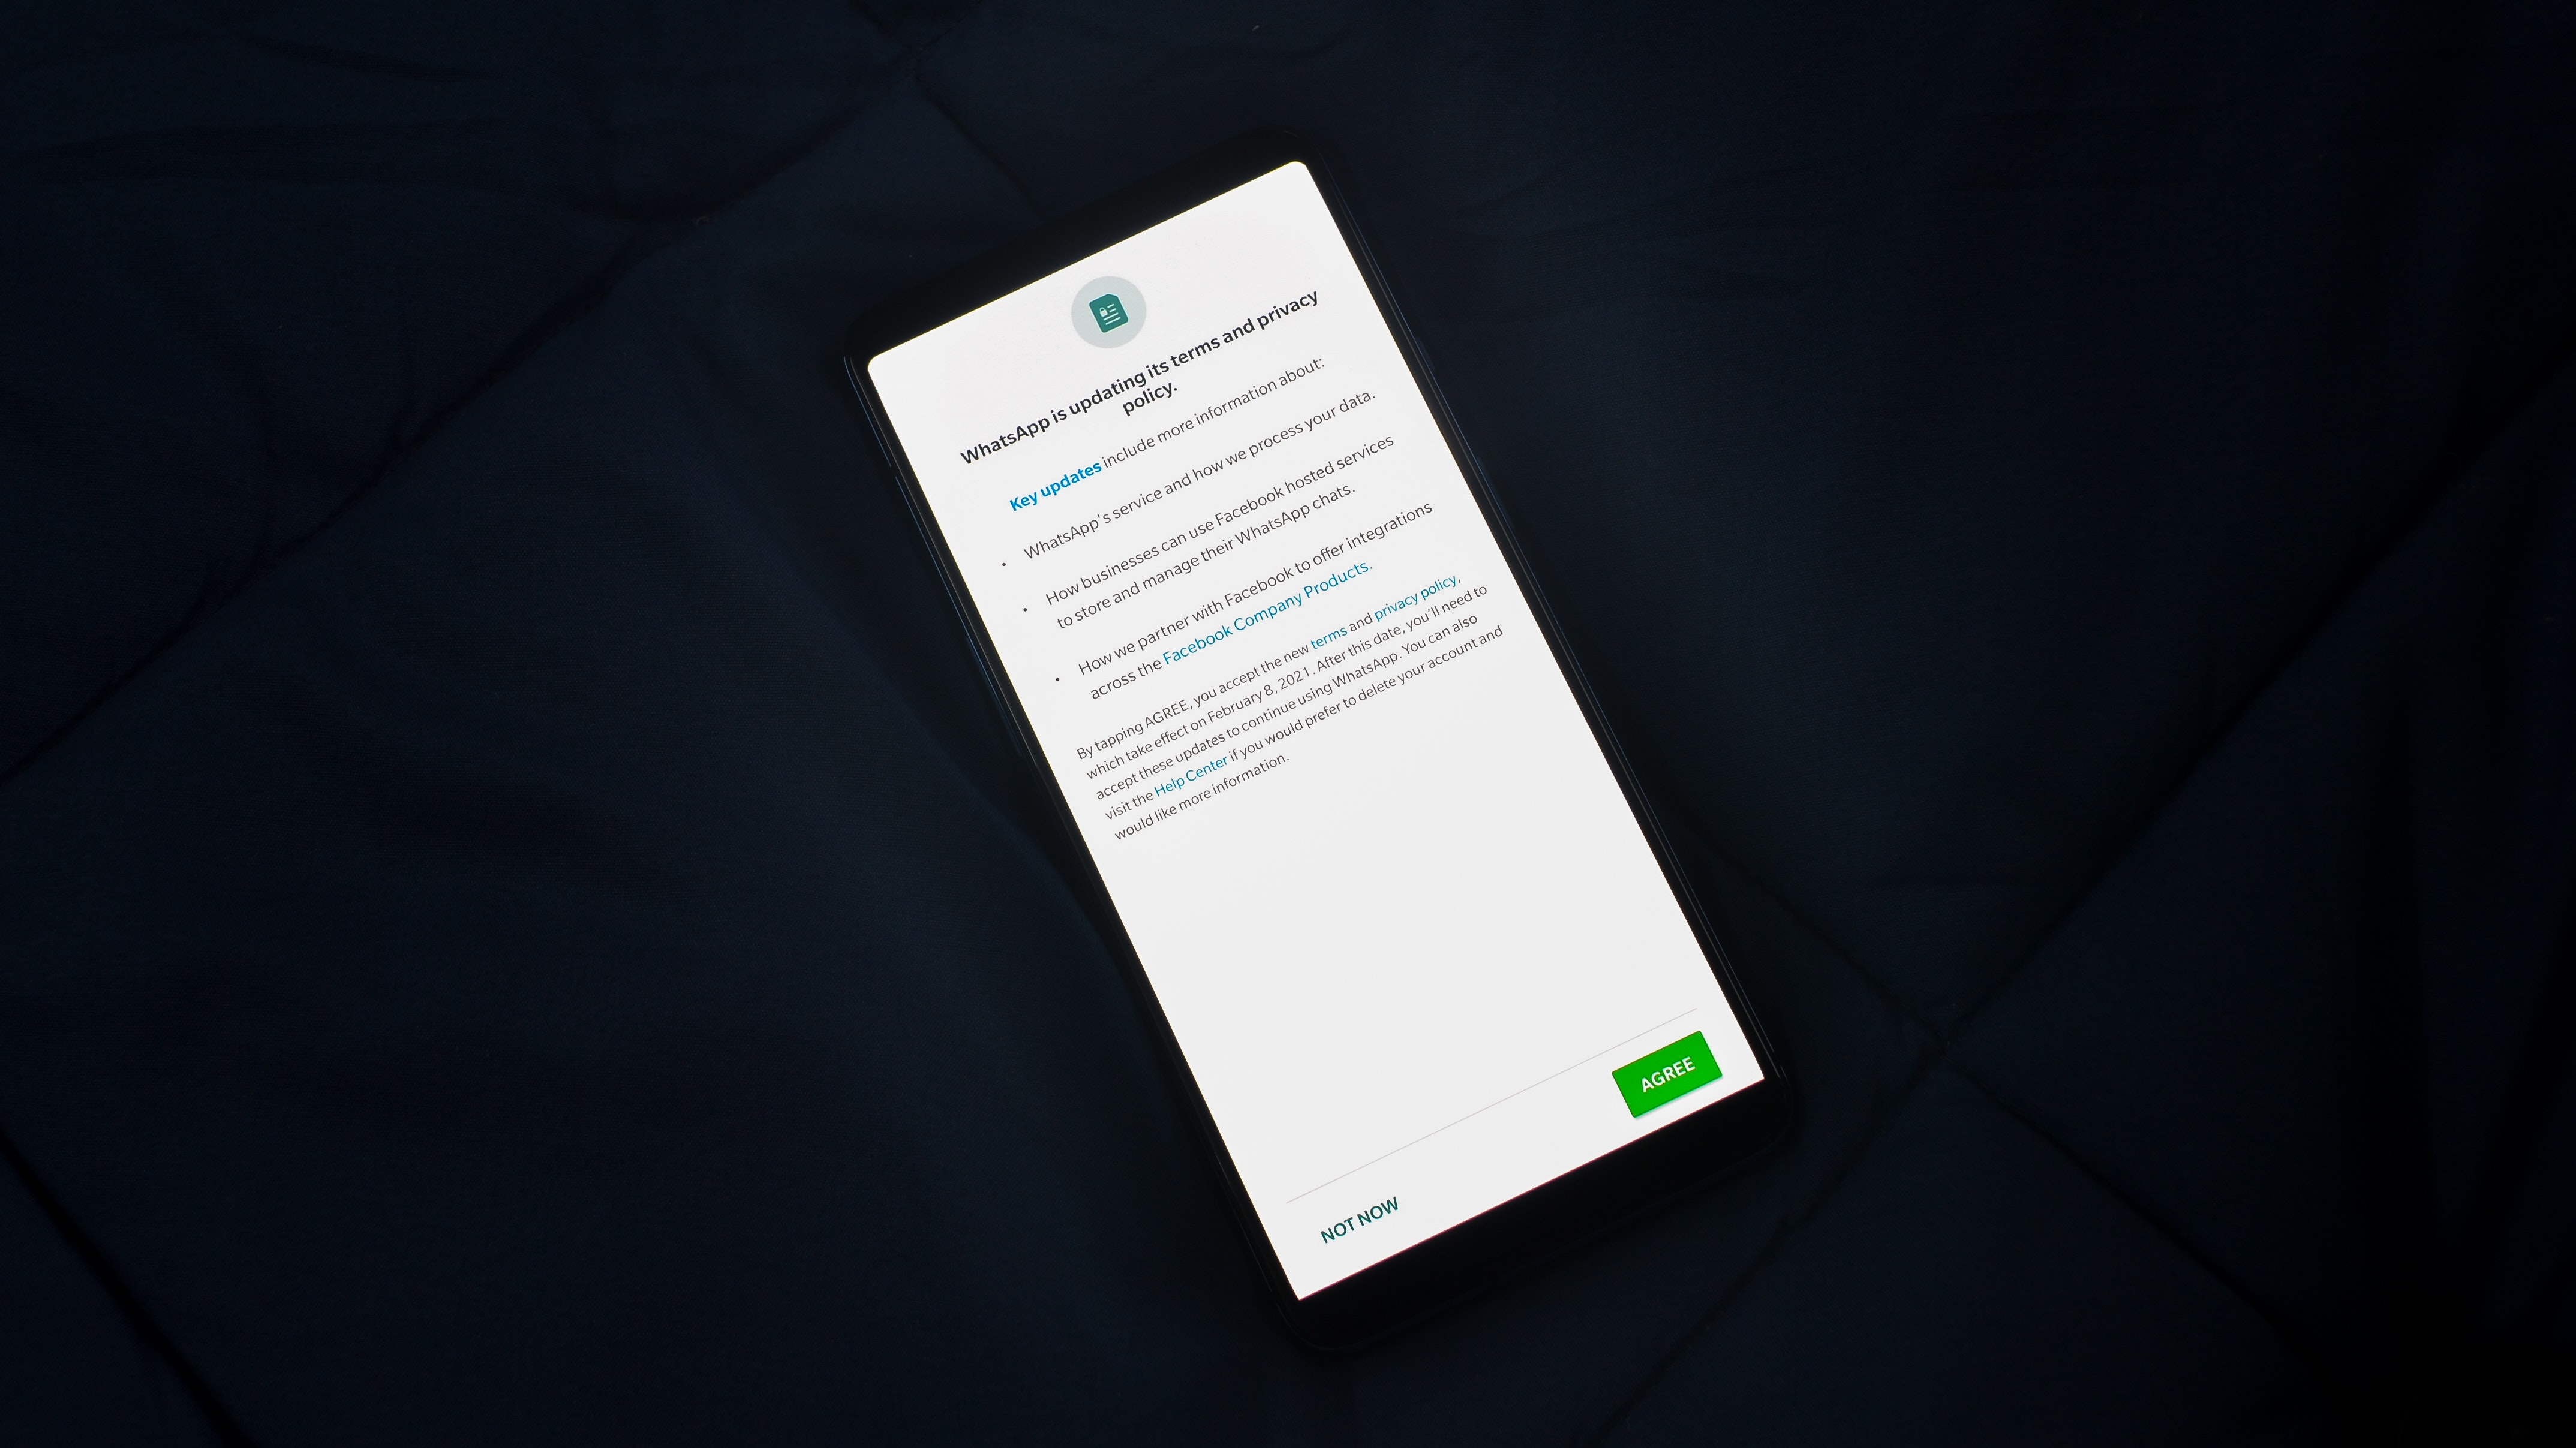 WhatsApp is updating its terms and privacy
policy.
Key updates include more information about:
• WhatsApp's service and how we process your data.
• How businesses can use Facebook hosted services
to store and manage their WhatsApp chats.
• How we partner with Facebook to offer integrations
across the Facebook Company Products.
By tapping AGREE, you accept the new terms and privacy policy,
which take effect on February 8, 2021. After this date, you'll need to
accept these updates to continue using WhatsApp. You can also
visit the Help Center if you would prefer to delete your account and
would like more information.
AGREE
NOT NOW